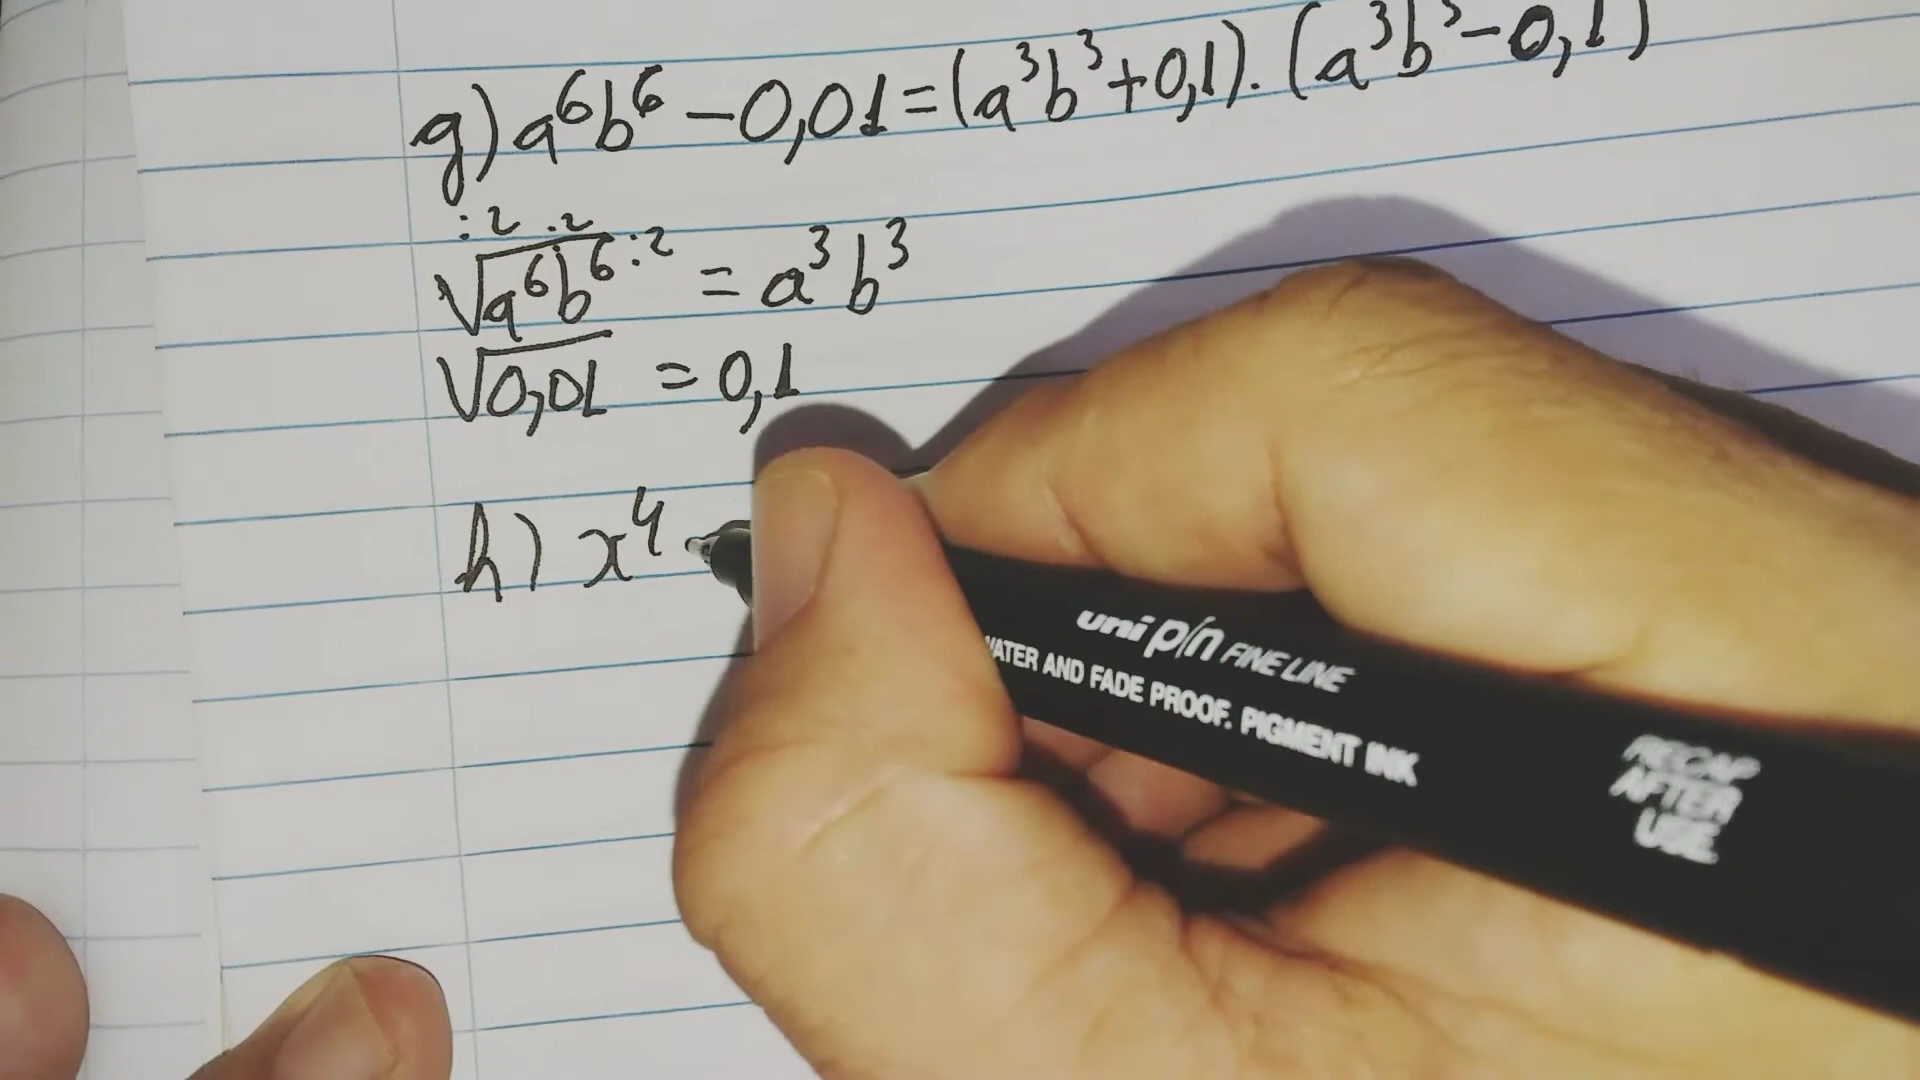 g) a⁶b⁶ - 0,01 = (a³b³ + 0,1) . (a³b³ - 0,1)
:2 :2
√a⁶b⁶ :2 = a³b³
√0,01 = 0,1
h) x⁴
uni pin FINE LINE
WATER AND FADE PROOF. PIGMENT INK
RECAP
AFTER
USE